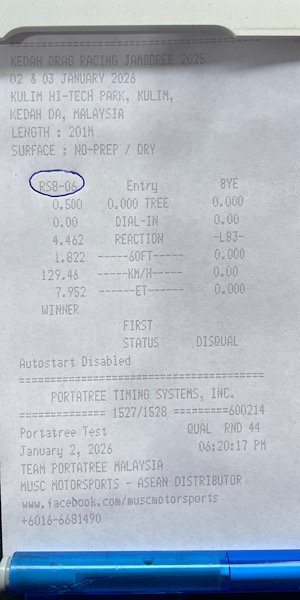 KEDAH DRAG RACING JAMBOREE 2025
02 & 03 JANUARY 2026
KULIM HI-TECH PARK, KULIM,
KEDAH DA, MALAYSIA
LENGTH : 201M
SURFACE : NO-PREP / DRY
RS8-06 Entry BYE
0.500 0.000 TREE 0.000
0.00 DIAL-IN 0.00
4.462 REACTION -LB3-
1.822 -----60FT----- 0.000
129.46 -----KM/H----- 0.00
7.952 ------ET------ 0.000
WINNER
FIRST
STATUS DISQUAL
Autostart Disabled
=====================================
PORTATREE TIMING SYSTEMS, INC.
============= 1527/1528 =========600214
Portatree Test QUAL RND 44
January 2, 2026 06:20:17 PM
TEAM PORTATREE MALAYSIA
MUSC MOTORSPORTS - ASEAN DISTRIBUTOR
www.facebook.com/muscmotorsports
+6016-6681490